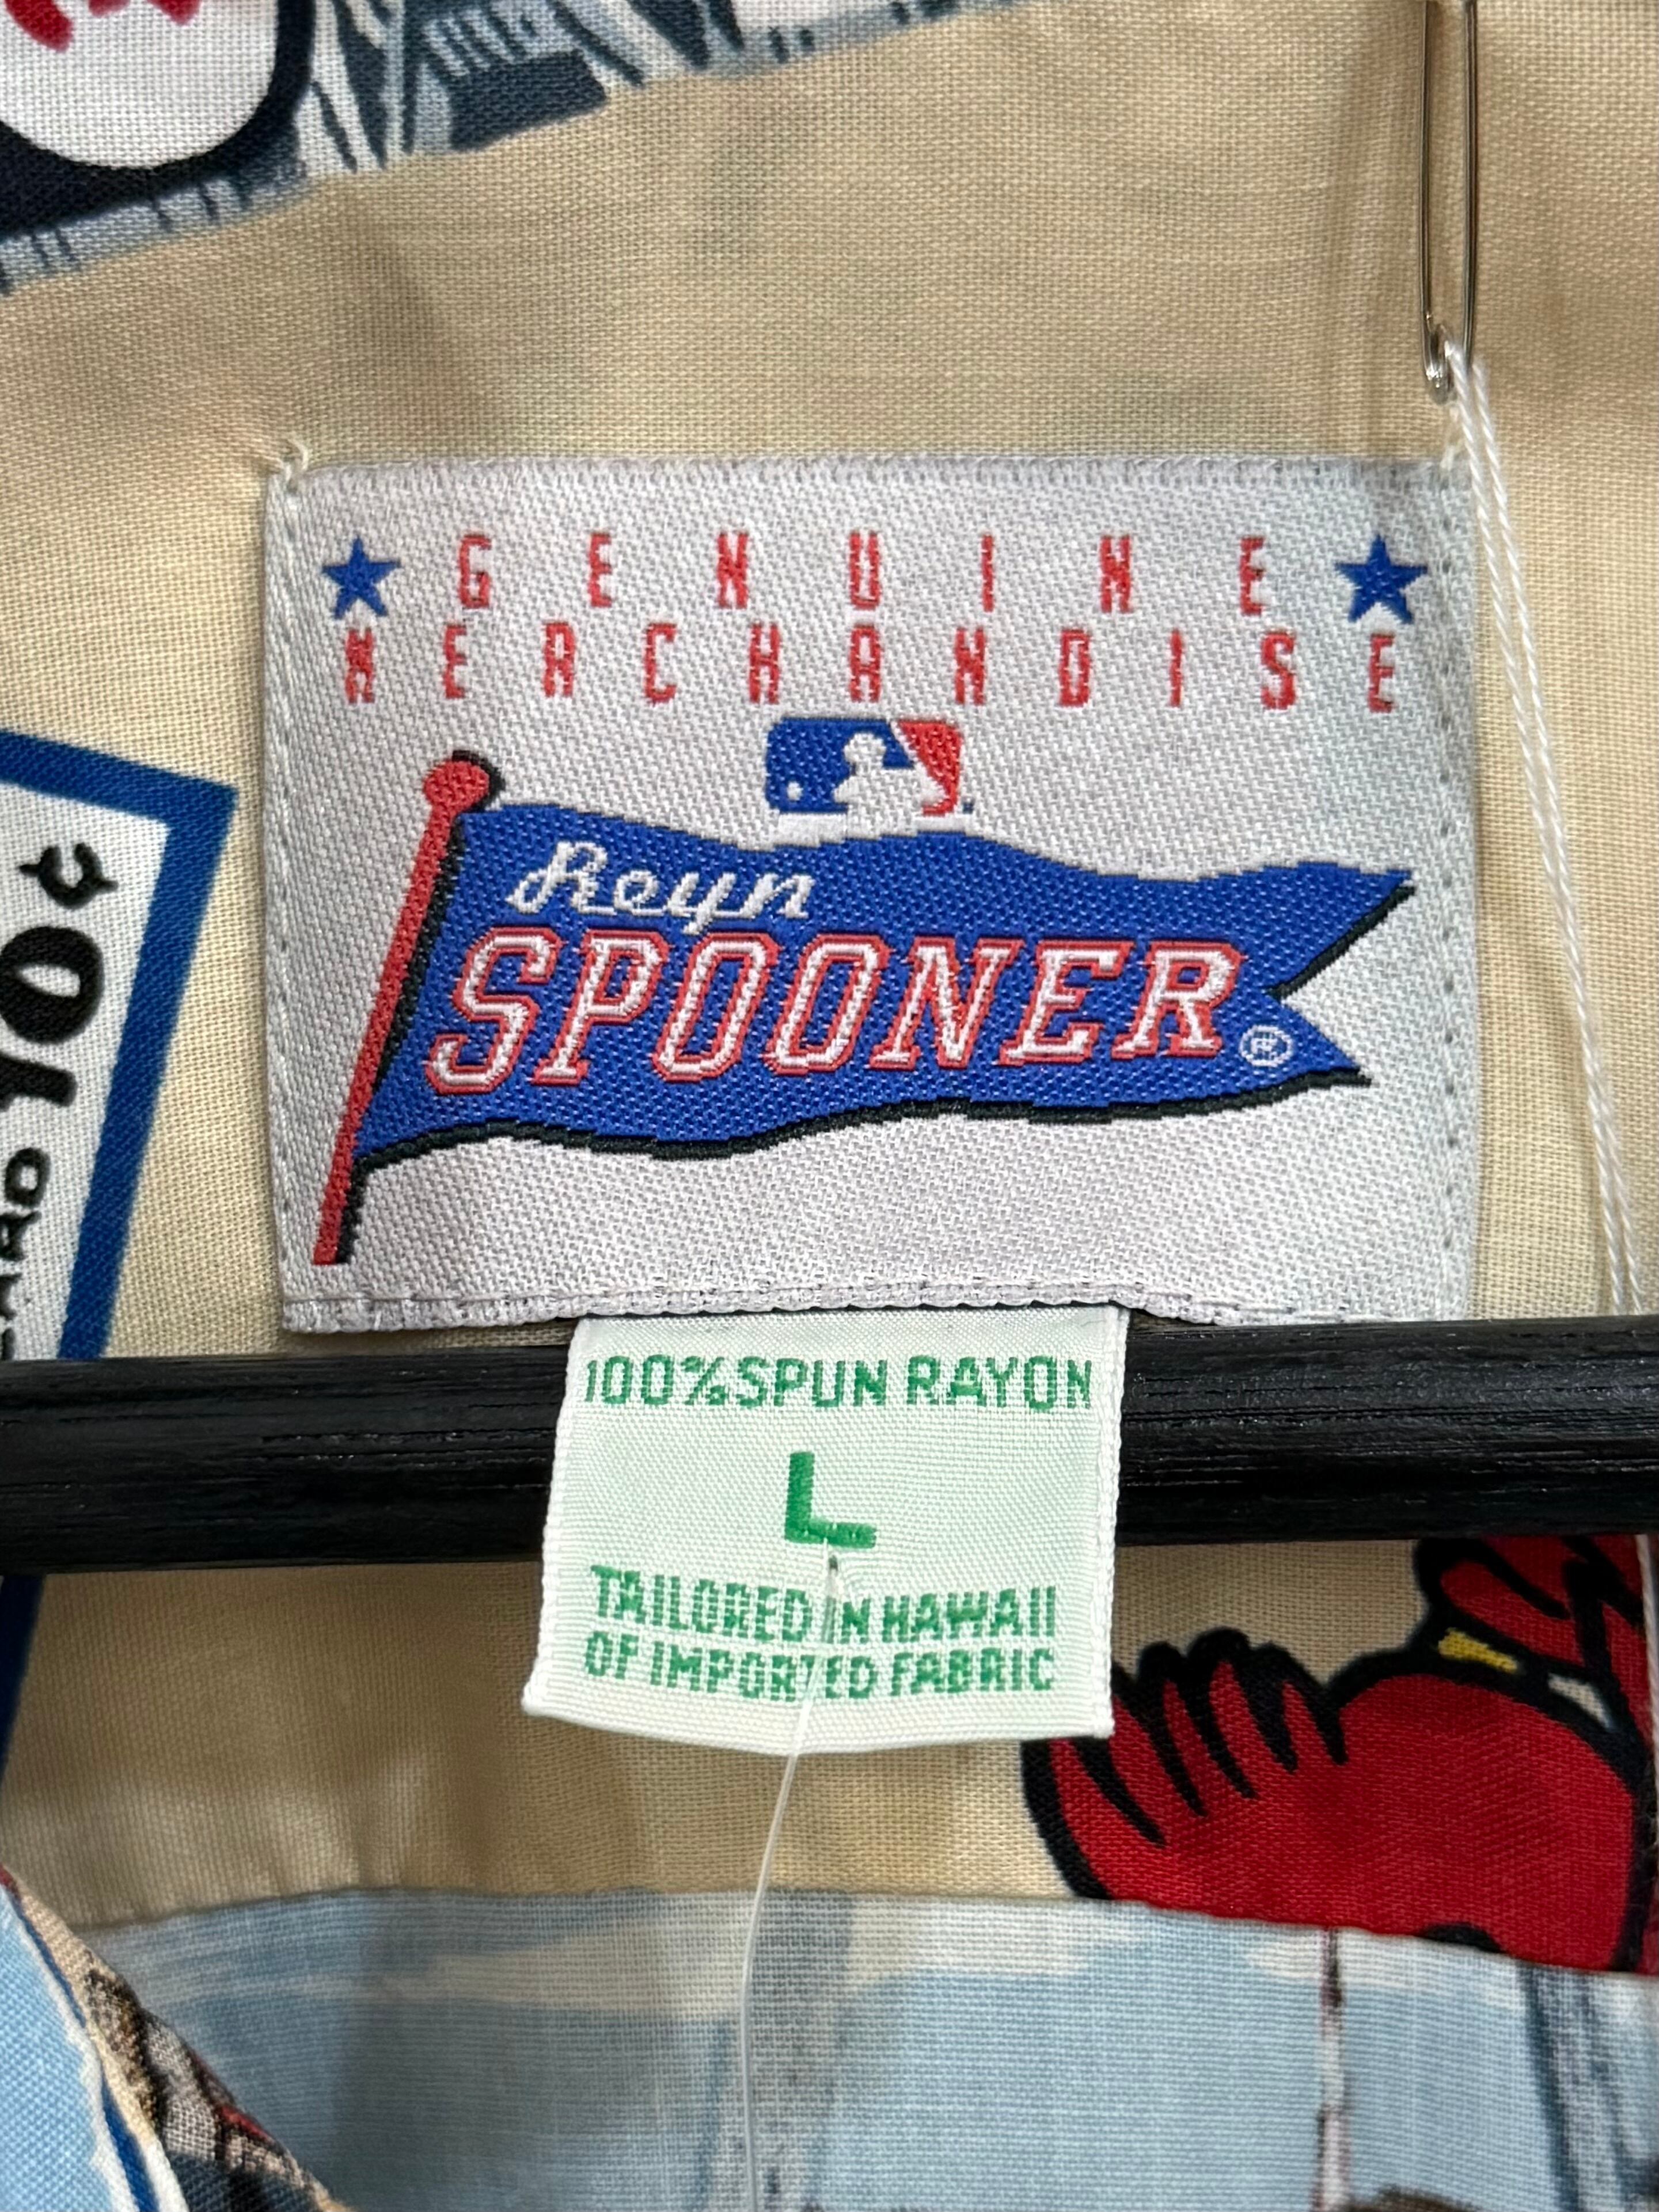 GENUINE
MERCHANDISE
Reyn
SPOONER®
10¢
100% SPUN RAYON
L
TAILORED IN HAWAII
OF IMPORTED FABRIC